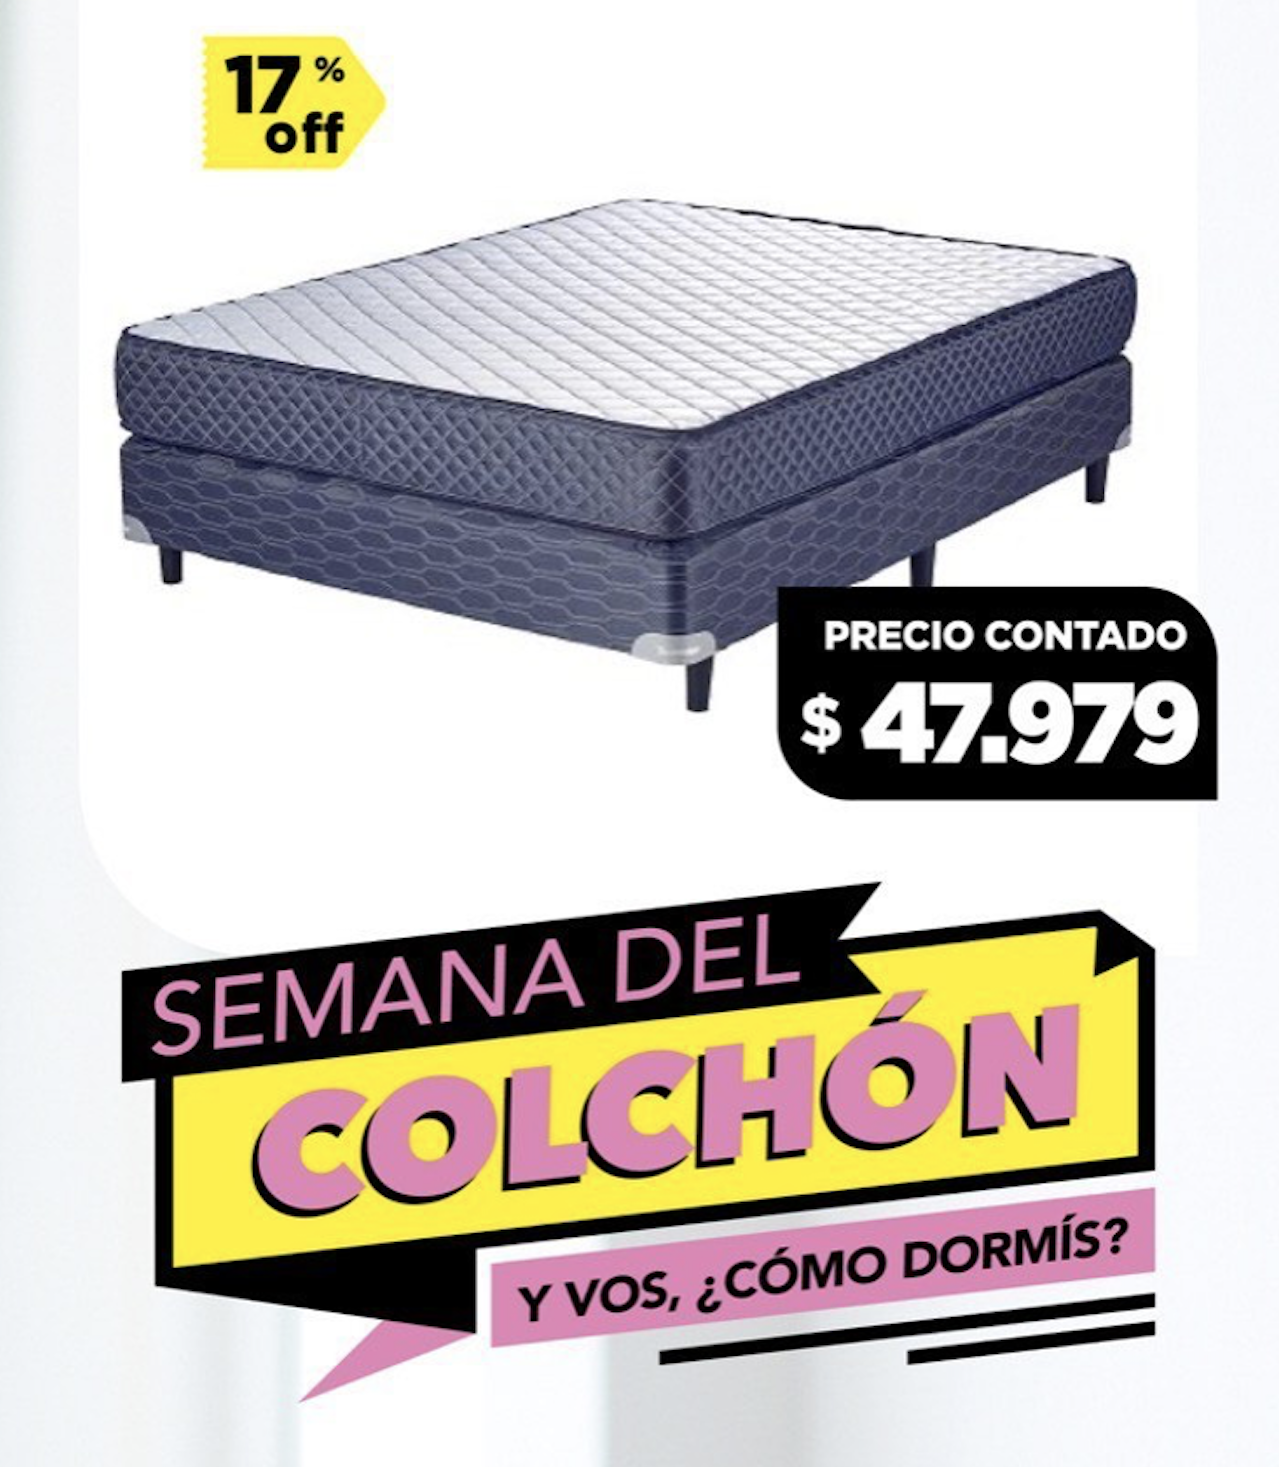 17%
off
PRECIO CONTADO
$ 47.979
SEMANA DEL
COLCHÓN
Y VOS, ¿CÓMO DORMÍS?